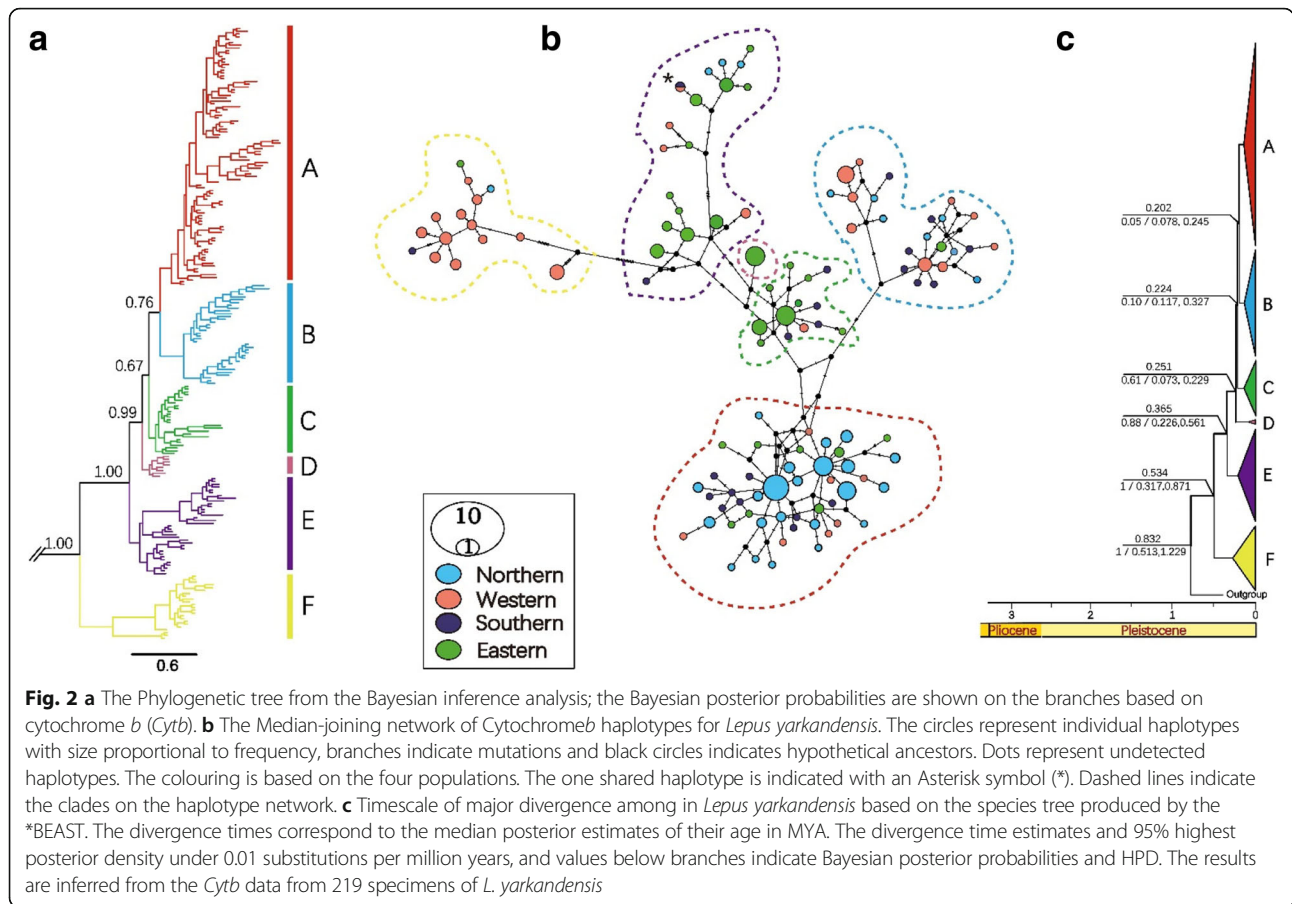 a
b
c
A
B
C
D
E
F
0.76
0.67
0.99
1.00
1.00
0.6
*
10
1
Northern
Western
Southern
Eastern
A
B
C
D
E
F
0.202
0.05 / 0.078, 0.245
0.224
0.10 / 0.117, 0.327
0.251
0.61 / 0.073, 0.229
0.365
0.88 / 0.226,0.561
0.534
1 / 0.317,0.871
0.832
1 / 0.513,1.229
Outgroup
3 2 1 0
Pliocene Pleistocene
Fig. 2 a The Phylogenetic tree from the Bayesian inference analysis; the Bayesian posterior probabilities are shown on the branches based on
cytochrome b (Cytb). b The Median-joining network of Cytochromeb haplotypes for Lepus yarkandensis. The circles represent individual haplotypes
with size proportional to frequency, branches indicate mutations and black circles indicates hypothetical ancestors. Dots represent undetected
haplotypes. The colouring is based on the four populations. The one shared haplotype is indicated with an Asterisk symbol (*). Dashed lines indicate
the clades on the haplotype network. c Timescale of major divergence among in Lepus yarkandensis based on the species tree produced by the
*BEAST. The divergence times correspond to the median posterior estimates of their age in MYA. The divergence time estimates and 95% highest
posterior density under 0.01 substitutions per million years, and values below branches indicate Bayesian posterior probabilities and HPD. The results
are inferred from the Cytb data from 219 specimens of L. yarkandensis